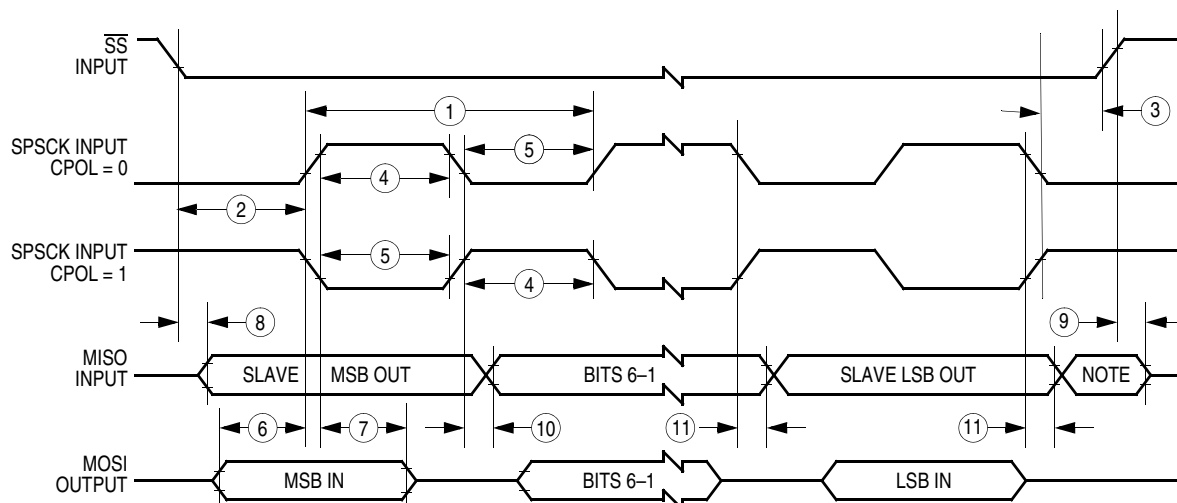 SS
INPUT
1
3
SPSCK INPUT
CPOL = 0
5
4
2
SPSCK INPUT
CPOL = 1
5
4
8
9
MISO
INPUT
SLAVE MSB OUT
BITS 6–1
SLAVE LSB OUT
NOTE
6
7
10
11
11
MOSI
OUTPUT
MSB IN
BITS 6–1
LSB IN